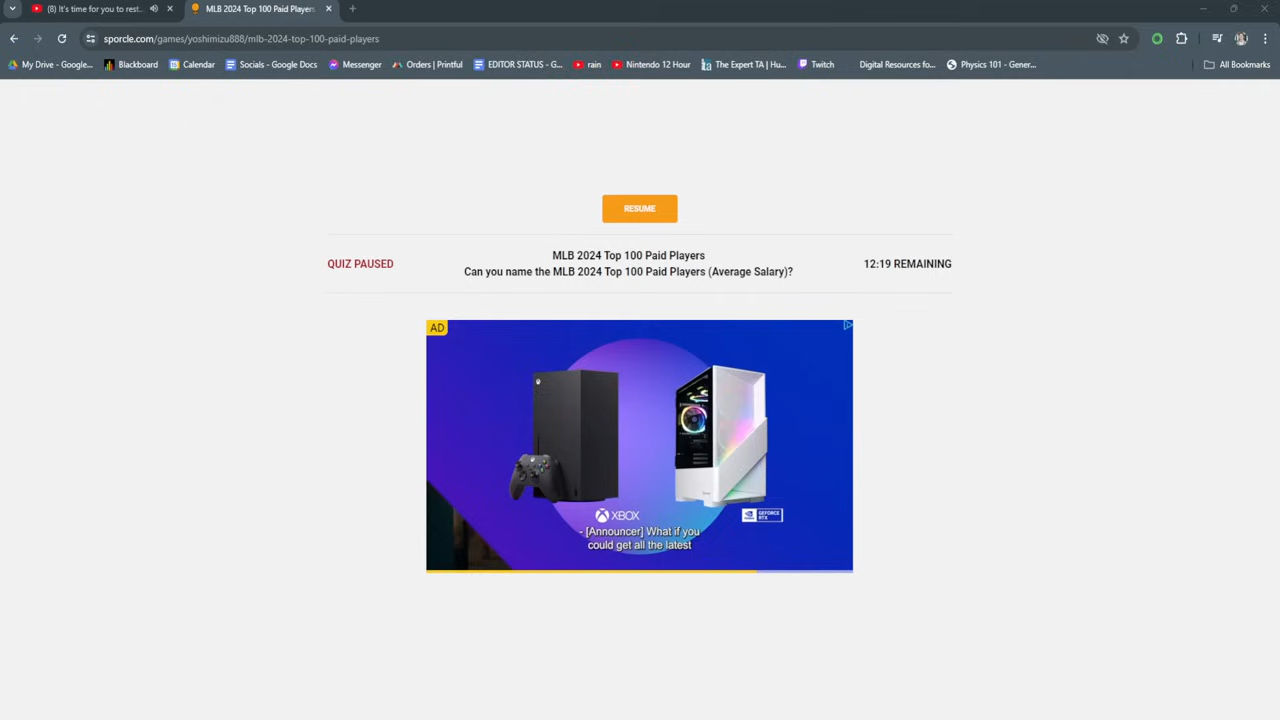 (8) It's time for you to rest..
MLB 2024 Top 100 Paid Players
sporcle.com/games/yoshimizu888/mlb-2024-top-100-paid-players
My Drive - Google... Blackboard Calendar Socials - Google Docs Messenger Orders | Printful EDITOR STATUS - G... rain Nintendo 12 Hour The Expert TA | Hu... Twitch Digital Resources fo... Physics 101 - Gener... All Bookmarks
RESUME
MLB 2024 Top 100 Paid Players
QUIZ PAUSED
Can you name the MLB 2024 Top 100 Paid Players (Average Salary)?
12:19 REMAINING
AD
XBOX
GEFORCE
RTX
- [Announcer] What if you
could get all the latest